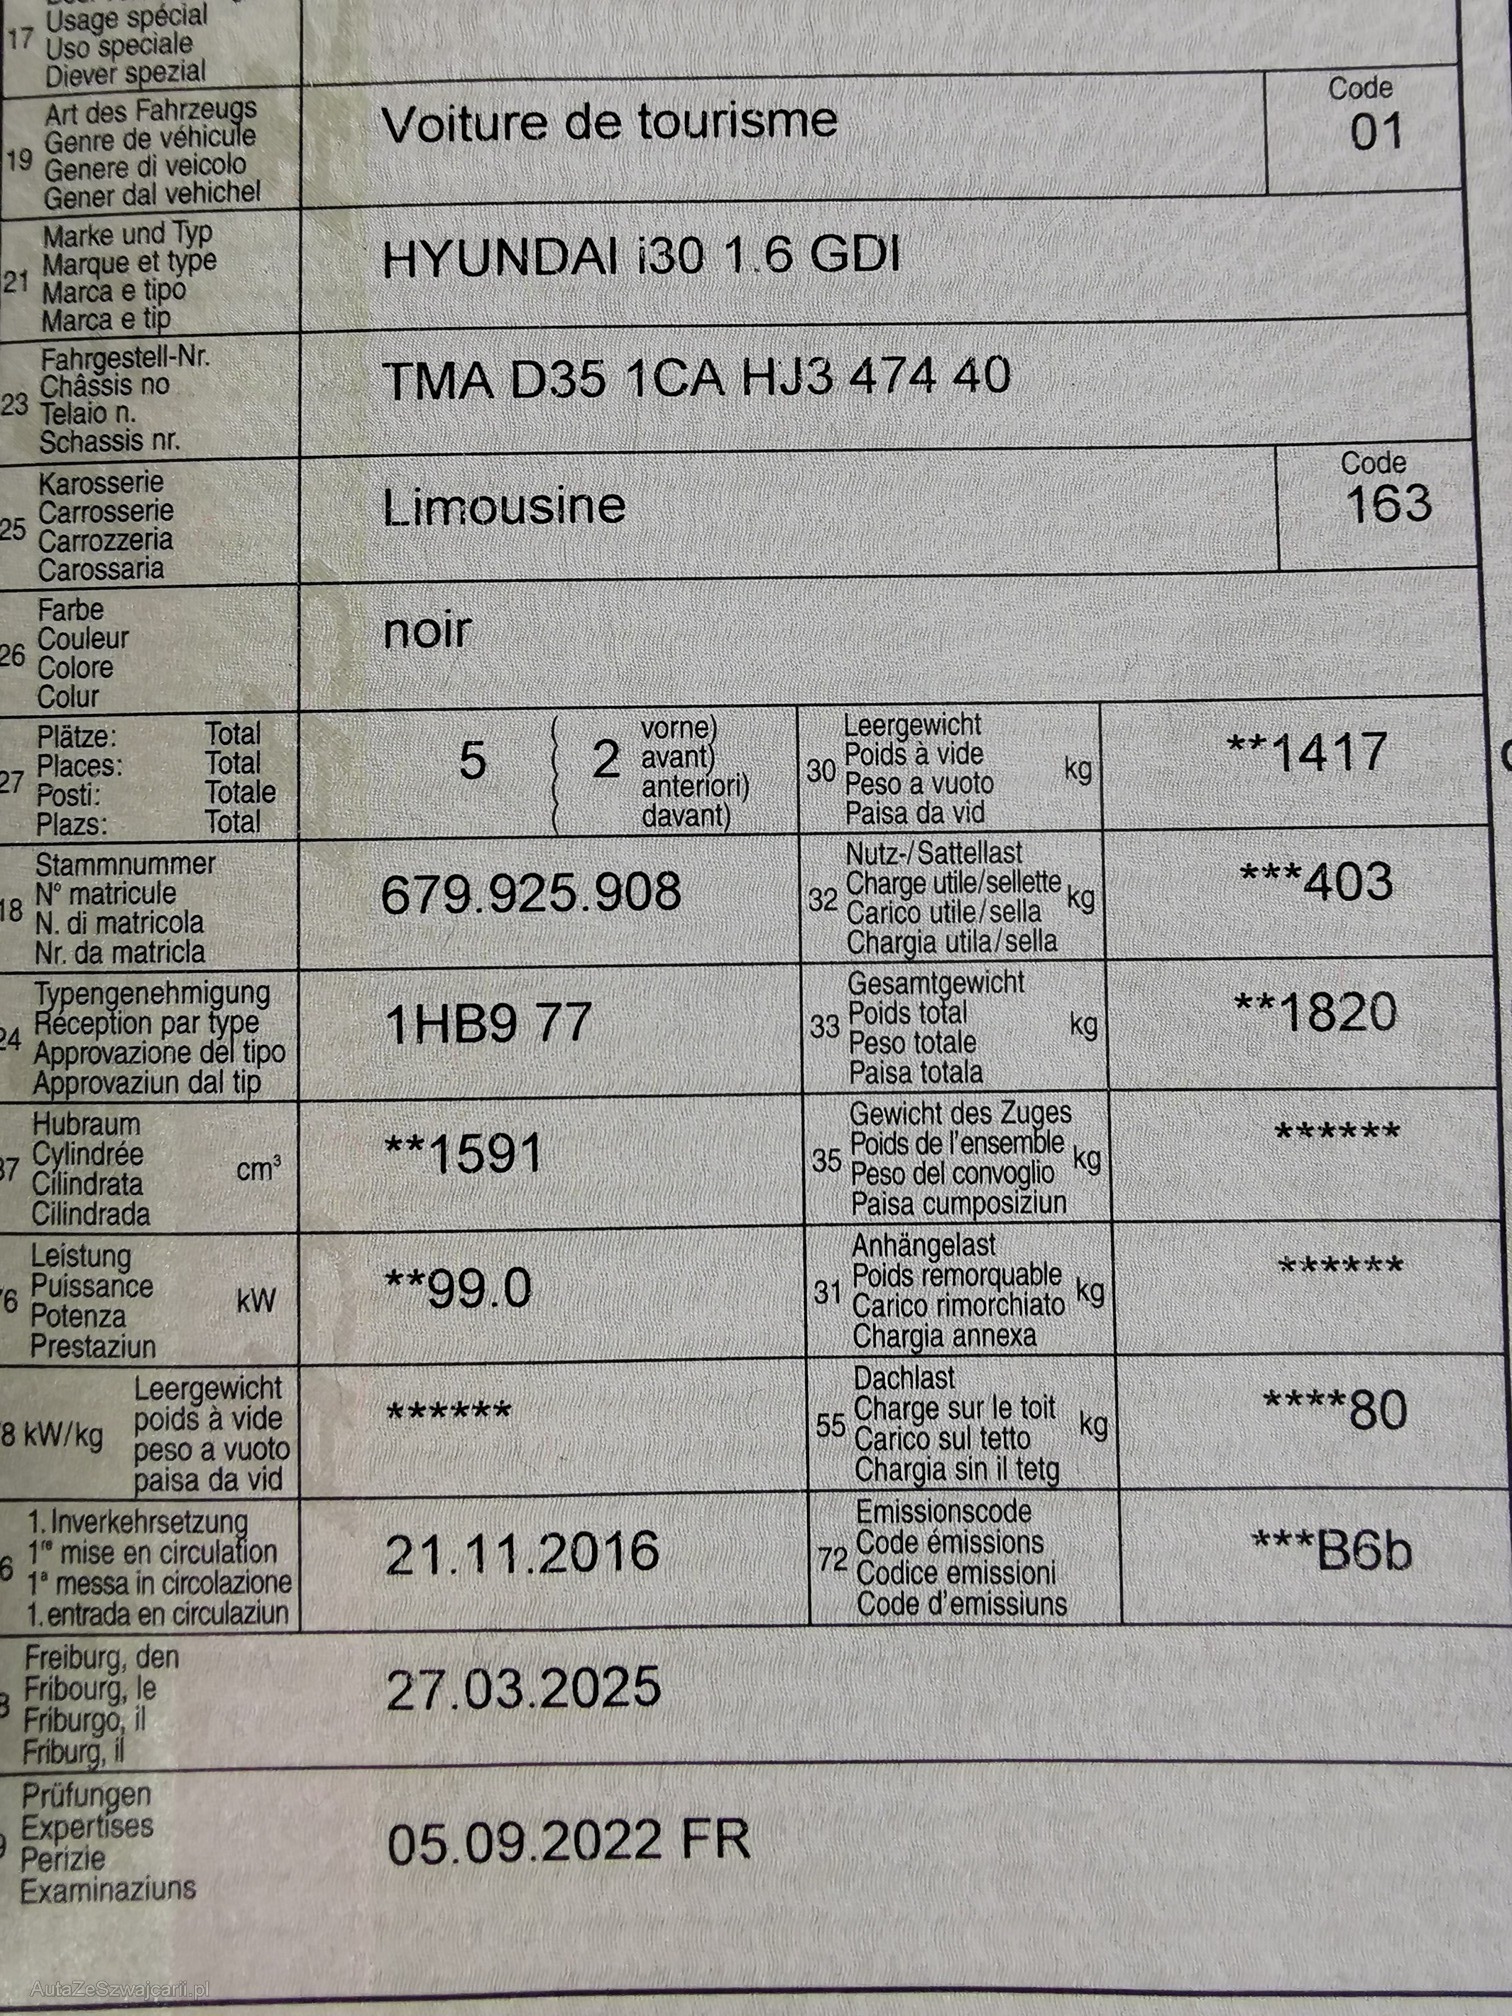 17 Usage spécial
Uso speciale
Diever spezial
19 Art des Fahrzeugs
Genre de véhicule
Genere di veicolo
Gener dal vehichel
Voiture de tourisme
Code
01
21 Marke und Typ
Marque et type
Marca e tipo
Marca e tip
HYUNDAI i30 1.6 GDI
23 Fahrgestell-Nr.
Châssis no
Telaio n.
Schassis nr.
TMA D35 1CA HJ3 474 40
25 Karosserie
Carrosserie
Carrozzeria
Carossaria
Limousine
Code
163
26 Farbe
Couleur
Colore
Colur
noir
27 Plätze: Total
Places: Total
Posti: Totale
Plazs: Total
5 ( 2 vorne)
( avant)
( anteriori)
( davant)
30 Leergewicht
Poids à vide
Peso a vuoto
Paisa da vid
kg
**1417
18 Stammnummer
N° matricule
N. di matricola
Nr. da matricla
679.925.908
32 Nutz-/Sattellast
Charge utile/sellette
Carico utile/sella
Chargia utila/sella
kg
***403
24 Typengenehmigung
Réception par type
Approvazione del tipo
Approvaziun dal tip
1HB9 77
33 Gesamtgewicht
Poids total
Peso totale
Paisa totala
kg
**1820
37 Hubraum
Cylindrée
Cilindrata
Cilindrada
cm³
**1591
35 Gewicht des Zuges
Poids de l'ensemble
Peso del convoglio
Paisa cumposiziun
kg
******
76 Leistung
Puissance
Potenza
Prestaziun
kW
**99.0
31 Anhängelast
Poids remorquable
Carico rimorchiato
Chargia annexa
kg
******
8 kW/kg
Leergewicht
poids à vide
peso a vuoto
paisa da vid
******
55 Dachlast
Charge sur le toit
Carico sul tetto
Chargia sin il tetg
kg
****80
6 1. Inverkehrsetzung
1re mise en circulation
1a messa in circolazione
1. entrada en circulaziun
21.11.2016
72 Emissionscode
Code émissions
Codice emissioni
Code d'emissiuns
***B6b
Freiburg, den
Fribourg, le
Friburgo, il
Friburg, il
27.03.2025
Prüfungen
Expertises
Perizie
Examinaziuns
05.09.2022 FR
AutaZeSzwajcarii.pl